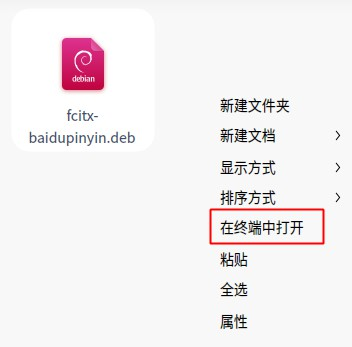 debian
fcitx-
baidupinyin.deb
新建文件夹
新建文档
显示方式
排序方式
在终端中打开
粘贴
全选
属性